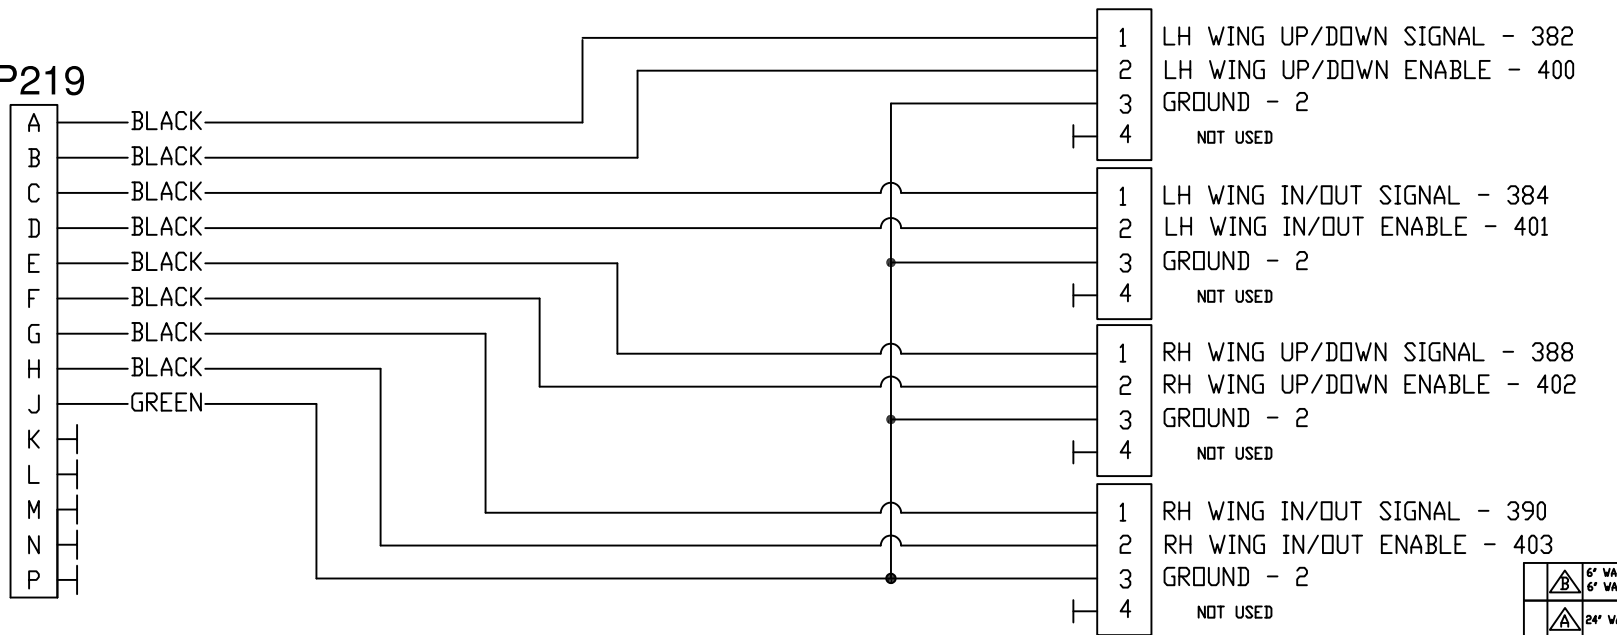 P219
A BLACK
B BLACK
C BLACK
D BLACK
E BLACK
F BLACK
G BLACK
H BLACK
J GREEN
K
L
M
N
P
1 LH WING UP/DOWN SIGNAL - 382
2 LH WING UP/DOWN ENABLE - 400
3 GROUND - 2
4 NOT USED
1 LH WING IN/OUT SIGNAL - 384
2 LH WING IN/OUT ENABLE - 401
3 GROUND - 2
4 NOT USED
1 RH WING UP/DOWN SIGNAL - 388
2 RH WING UP/DOWN ENABLE - 402
3 GROUND - 2
4 NOT USED
1 RH WING IN/OUT SIGNAL - 390
2 RH WING IN/OUT ENABLE - 403
3 GROUND - 2
4 NOT USED
B 6"
6"
A 24"